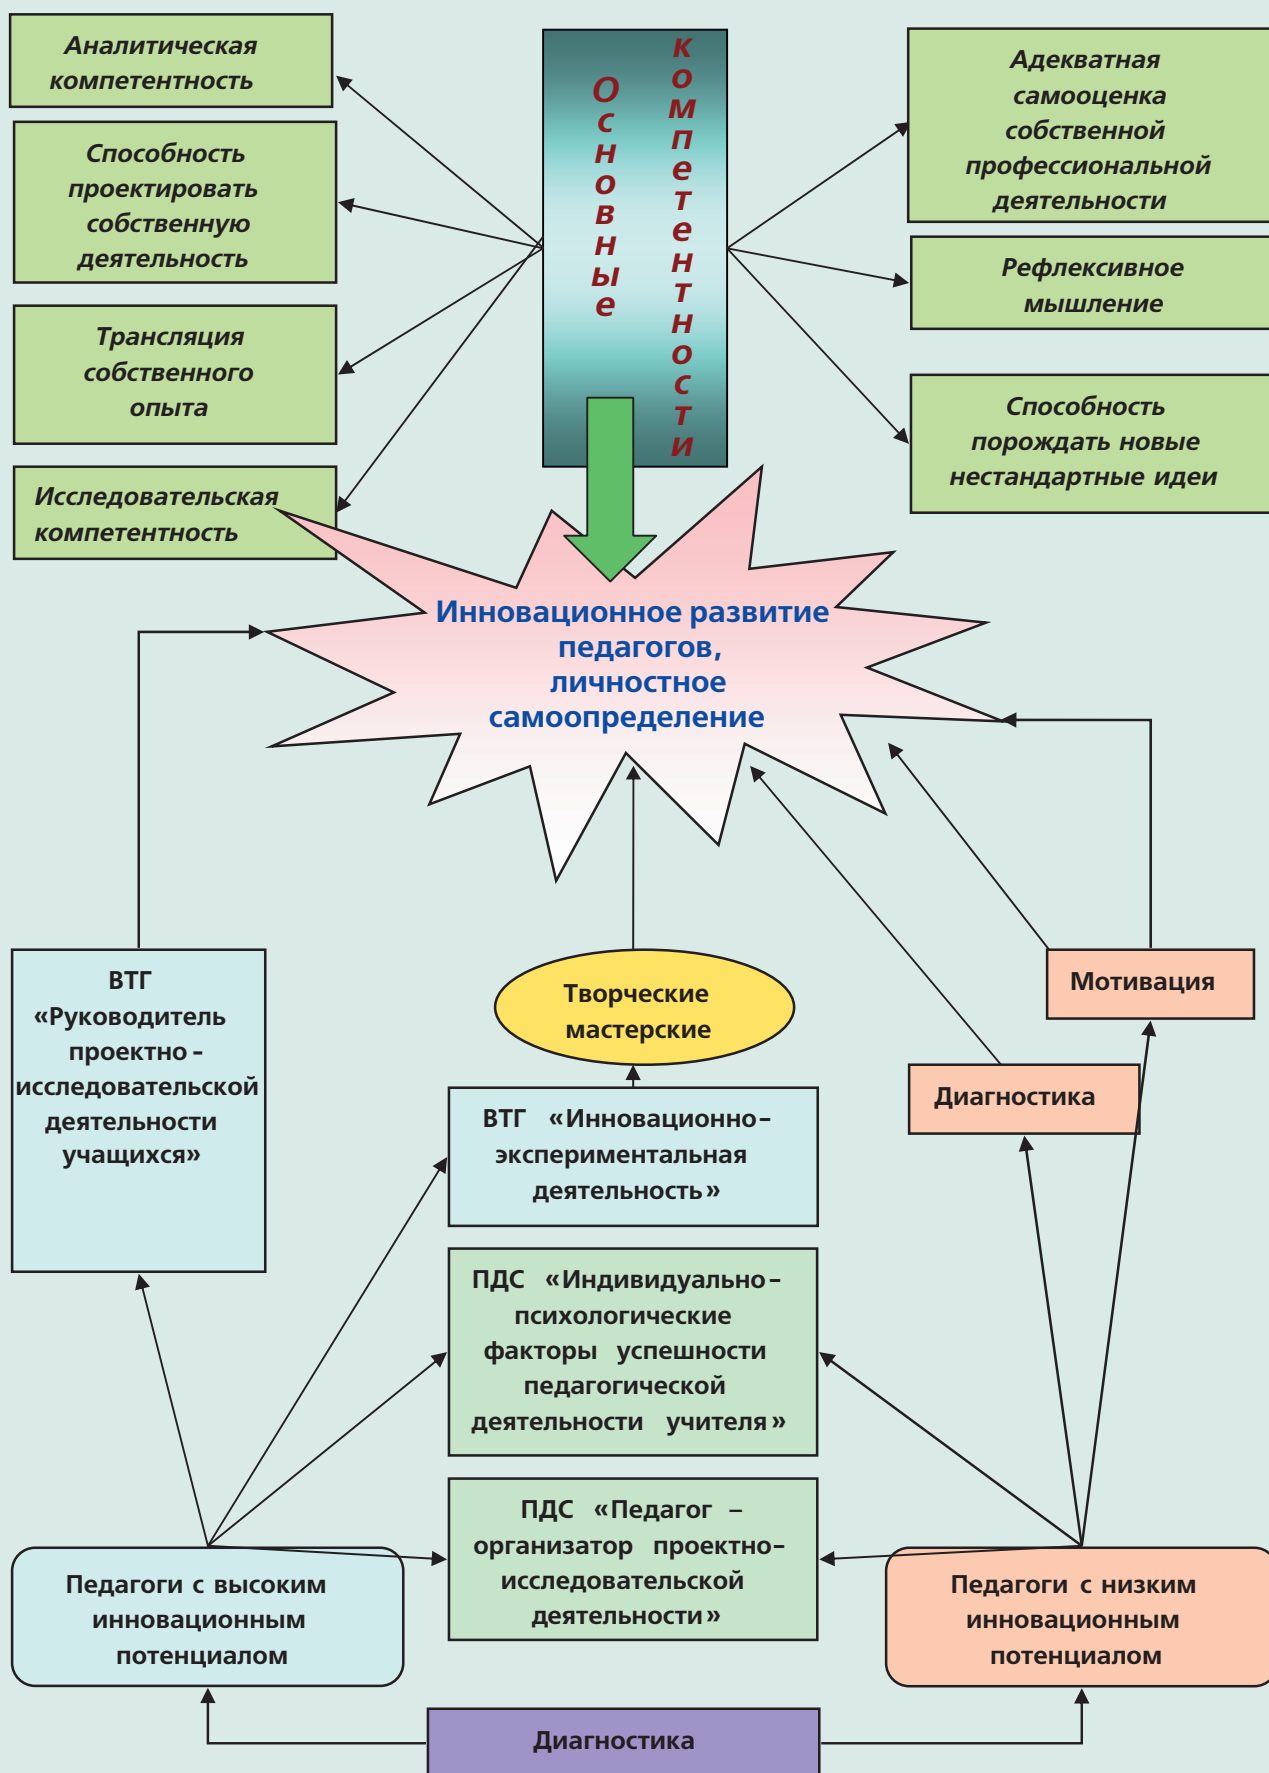 Аналитическая
компетентность
Способность
проектировать
собственную
деятельность
Трансляция
собственного
опыта
Исследовательская
компетентность
Основные
компетентности
Адекватная
самооценка
собственной
профессиональной
деятельности
Рефлексивное
мышление
Способность
порождать новые
нестандартные идеи
Инновационное развитие
педагогов,
личностное
самоопределение
ВТГ
«Руководитель
проектно -
исследовательской
деятельности
учащихся»
Творческие
мастерские
Мотивация
Диагностика
ВТГ «Инновационно-
экспериментальная
деятельность»
ПДС «Индивидуально-
психологические
факторы успешности
педагогической
деятельности учителя»
ПДС «Педагог –
организатор проектно-
исследовательской
деятельности»
Педагоги с высоким
инновационным
потенциалом
Педагоги с низким
инновационным
потенциалом
Диагностика